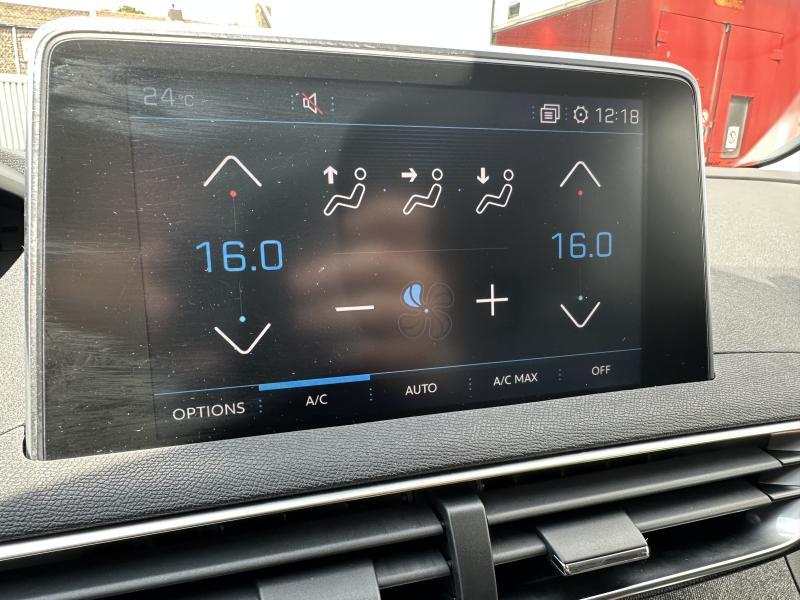 24°C 12:18
16.0 16.0
− +
OPTIONS A/C AUTO A/C MAX OFF